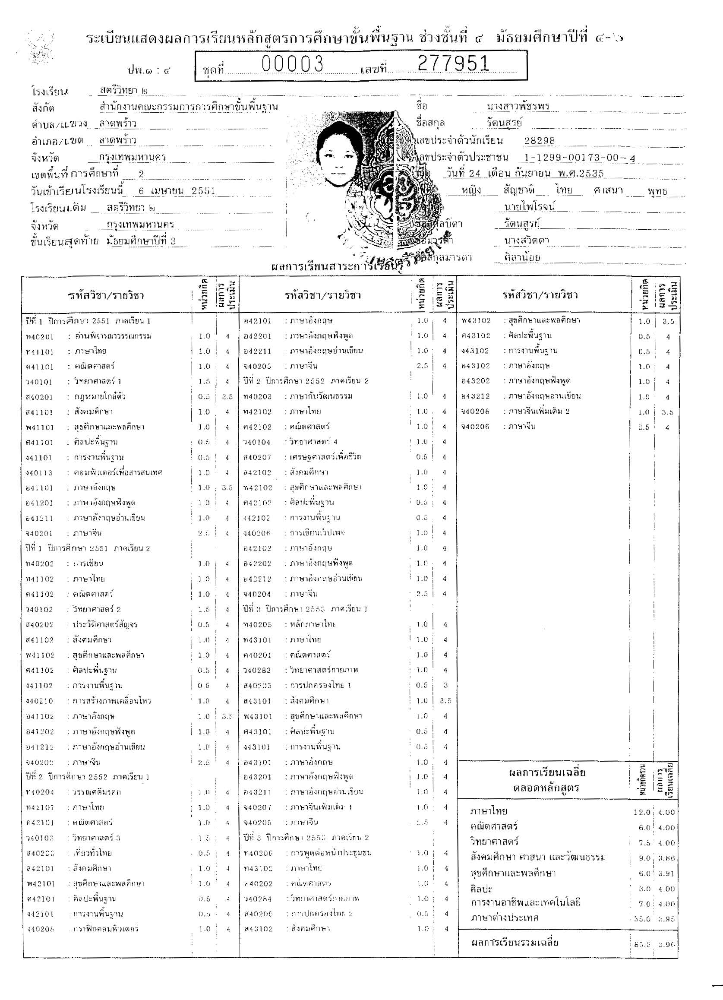 ระเบียนแสดงผลการเรียนหลักสูตรการศึกษาขั้นพื้นฐาน ช่วงชั้นที่ ๔ มัธยมศึกษาปีที่ ๔-๖
ปพ.๑ : ๔ ชุดที่ 00003 เลขที่ 277951
โรงเรียน สตรีวิทยา ๒
สังกัด สำนักงานคณะกรรมการการศึกษาขั้นพื้นฐาน
ตำบล/แขวง ลาดพร้าว
อำเภอ/เขต ลาดพร้าว
จังหวัด กรุงเทพมหานคร
เขตพื้นที่การศึกษาที่ 2
วันเข้าเรียนโรงเรียนนี้ 6 เมษายน 2551
โรงเรียนเดิม สตรีวิทยา ๒
จังหวัด กรุงเทพมหานคร
ชั้นเรียนสุดท้าย มัธยมศึกษาปีที่ 3
ชื่อ นางสาวพัชรพร
ชื่อสกุล รัตนสูรย์
เลขประจำตัวนักเรียน 28298
เลขประจำตัวประชาชน 1-1299-00173-00-4
วันที่ 24 เดือน กันยายน พ.ศ.2535
หญิง สัญชาติ ไทย ศาสนา พุทธ
นายไพโรจน์
ชื่อสกุลบิดา รัตนสูรย์
ชื่อมารดา นางสวิตตา
ชื่อสกุลมารดา ศิลาน้อย
ผลการเรียนสาระการเรียนรู้
รหัสวิชา/รายวิชา หน่วยกิต ผลการประเมิน
ปีที่ 1 ปีการศึกษา 2551 ภาคเรียน 1
ท40201 : อ่านพิจารณาวรรณกรรม 1.0 4
ท41101 : ภาษาไทย 1.0 4
ค41101 : คณิตศาสตร์ 1.0 4
ว40101 : วิทยาศาสตร์ 1 1.5 4
ส40201 : กฎหมายใกล้ตัว 0.5 3.5
ส41101 : สังคมศึกษา 1.0 4
พ41101 : สุขศึกษาและพลศึกษา 1.0 4
ศ41101 : ศิลปะพื้นฐาน 0.5 4
ง41101 : การงานพื้นฐาน 0.5 4
ง40113 : คอมพิวเตอร์เพื่อสารสนเทศ 1.0 4
อ41101 : ภาษาอังกฤษ 1.0 3.5
อ41201 : ภาษาอังกฤษฟังพูด 1.0 4
อ41211 : ภาษาอังกฤษอ่านเขียน 1.0 4
จ40201 : ภาษาจีน 2.5 4
ปีที่ 1 ปีการศึกษา 2551 ภาคเรียน 2
ท40202 : การเขียน 1.0 4
ท41102 : ภาษาไทย 1.0 4
ค41102 : คณิตศาสตร์ 1.0 4
ว40102 : วิทยาศาสตร์ 2 1.5 4
ส40202 : ประวัติศาสตร์สัญจร 0.5 4
ส41102 : สังคมศึกษา 1.0 4
พ41102 : สุขศึกษาและพลศึกษา 1.0 4
ศ41102 : ศิลปะพื้นฐาน 0.5 4
ง41102 : การงานพื้นฐาน 0.5 4
ง40210 : การสร้างภาพเคลื่อนไหว 1.0 4
อ41102 : ภาษาอังกฤษ 1.0 3.5
อ41202 : ภาษาอังกฤษฟังพูด 1.0 4
อ41212 : ภาษาอังกฤษอ่านเขียน 1.0 4
จ40202 : ภาษาจีน 2.5 4
ปีที่ 2 ปีการศึกษา 2552 ภาคเรียน 1
ท40204 : วรรณคดีมรดก 1.0 4
ท42101 : ภาษาไทย 1.0 4
ค42101 : คณิตศาสตร์ 1.0 4
ว40103 : วิทยาศาสตร์ 3 1.5 4
ส40203 : เที่ยวทั่วไทย 0.5 4
ส42101 : สังคมศึกษา 1.0 4
พ42101 : สุขศึกษาและพลศึกษา 1.0 4
ศ42101 : ศิลปะพื้นฐาน 0.5 4
ง42101 : การงานพื้นฐาน 0.5 4
ง40208 : กราฟิกคอมพิวเตอร์ 1.0 4
รหัสวิชา/รายวิชา หน่วยกิต ผลการประเมิน
อ42101 : ภาษาอังกฤษ 1.0 4
อ42201 : ภาษาอังกฤษฟังพูด 1.0 4
อ42211 : ภาษาอังกฤษอ่านเขียน 1.0 4
จ40203 : ภาษาจีน 2.5 4
ปีที่ 2 ปีการศึกษา 2552 ภาคเรียน 2
ท40203 : ภาษากับวัฒนธรรม 1.0 4
ท42102 : ภาษาไทย 1.0 4
ค42102 : คณิตศาสตร์ 1.0 4
ว40104 : วิทยาศาสตร์ 4 1.0 4
ส40207 : เศรษฐศาสตร์เพื่อชีวิต 0.5 4
ส42102 : สังคมศึกษา 1.0 4
พ42102 : สุขศึกษาและพลศึกษา 1.0 4
ศ42102 : ศิลปะพื้นฐาน 0.5 4
ง42102 : การงานพื้นฐาน 0.5 4
ง40206 : การเขียนเว็บเพจ 1.0 4
อ42102 : ภาษาอังกฤษ 1.0 4
อ42202 : ภาษาอังกฤษฟังพูด 1.0 4
อ42212 : ภาษาอังกฤษอ่านเขียน 1.0 4
จ40204 : ภาษาจีน 2.5 4
ปีที่ 3 ปีการศึกษา 2553 ภาคเรียน 1
ท40205 : หลักภาษาไทย 1.0 4
ท43101 : ภาษาไทย 1.0 4
ค40201 : คณิตศาสตร์ 1.0 4
ว40283 : วิทยาศาสตร์กายภาพ 1.0 4
ส40205 : การปกครองไทย 1 0.5 3
ส43101 : สังคมศึกษา 1.0 3.5
พ43101 : สุขศึกษาและพลศึกษา 1.0 4
ศ43101 : ศิลปะพื้นฐาน 0.5 4
ง43101 : การงานพื้นฐาน 0.5 4
อ43101 : ภาษาอังกฤษ 1.0 4
อ43201 : ภาษาอังกฤษฟังพูด 1.0 4
อ43211 : ภาษาอังกฤษอ่านเขียน 1.0 4
จ40207 : ภาษาจีนเพิ่มเติม 1 1.0 4
จ40205 : ภาษาจีน 2.5 4
ปีที่ 3 ปีการศึกษา 2553 ภาคเรียน 2
ท40206 : การพูดต่อหน้าประชุมชน 1.0 4
ท43102 : ภาษาไทย 1.0 4
ค40202 : คณิตศาสตร์ 1.0 4
ว40284 : วิทยาศาสตร์กายภาพ 1.0 4
ส40206 : การปกครองไทย 2 0.5 4
ส43102 : สังคมศึกษา 1.0 4
รหัสวิชา/รายวิชา หน่วยกิต ผลการประเมิน
พ43102 : สุขศึกษาและพลศึกษา 1.0 3.5
ศ43102 : ศิลปะพื้นฐาน 0.5 4
ง43102 : การงานพื้นฐาน 0.5 4
อ43102 : ภาษาอังกฤษ 1.0 4
อ43202 : ภาษาอังกฤษฟังพูด 1.0 4
อ43212 : ภาษาอังกฤษอ่านเขียน 1.0 4
จ40208 : ภาษาจีนเพิ่มเติม 2 1.0 3.5
จ40206 : ภาษาจีน 2.5 4
ผลการเรียนเฉลี่ย หน่วยกิตรวม ผลการเรียนเฉลี่ย
ตลอดหลักสูตร
ภาษาไทย 12.0 4.00
คณิตศาสตร์ 6.0 4.00
วิทยาศาสตร์ 7.5 4.00
สังคมศึกษา ศาสนา และวัฒนธรรม 9.0 3.86
สุขศึกษาและพลศึกษา 6.0 3.91
ศิลปะ 3.0 4.00
การงานอาชีพและเทคโนโลยี 7.0 4.00
ภาษาต่างประเทศ 35.0 3.95
ผลการเรียนรวมเฉลี่ย 85.5 3.96